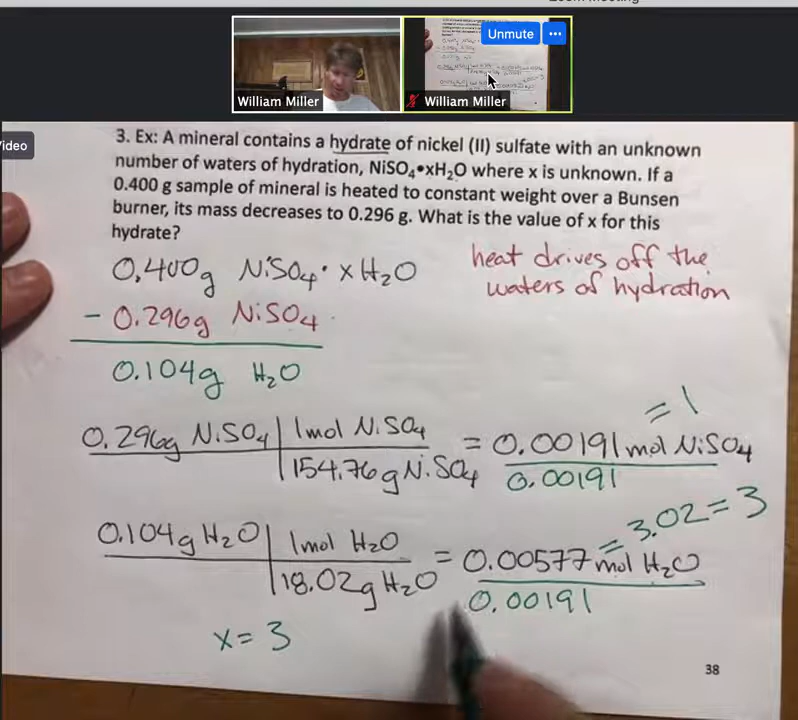 Zoom Meeting
Unmute
William Miller
William Miller
Video
3. Ex: A mineral contains a hydrate of nickel (II) sulfate with an unknown
number of waters of hydration, NiSO₄•xH₂O where x is unknown. If a
0.400 g sample of mineral is heated to constant weight over a Bunsen
burner, its mass decreases to 0.296 g. What is the value of x for this
hydrate?
0.400g NiSO₄· x H₂O
heat drives off the
waters of hydration
- 0.296g NiSO₄
0.104g H₂O
0.296g NiSO₄ | 1mol NiSO₄ = 0.00191 mol NiSO₄ = 1
154.76g NiSO₄ 0.00191
0.104g H₂O | 1mol H₂O = 0.00577 mol H₂O = 3.02 = 3
18.02g H₂O 0.00191
x = 3
38